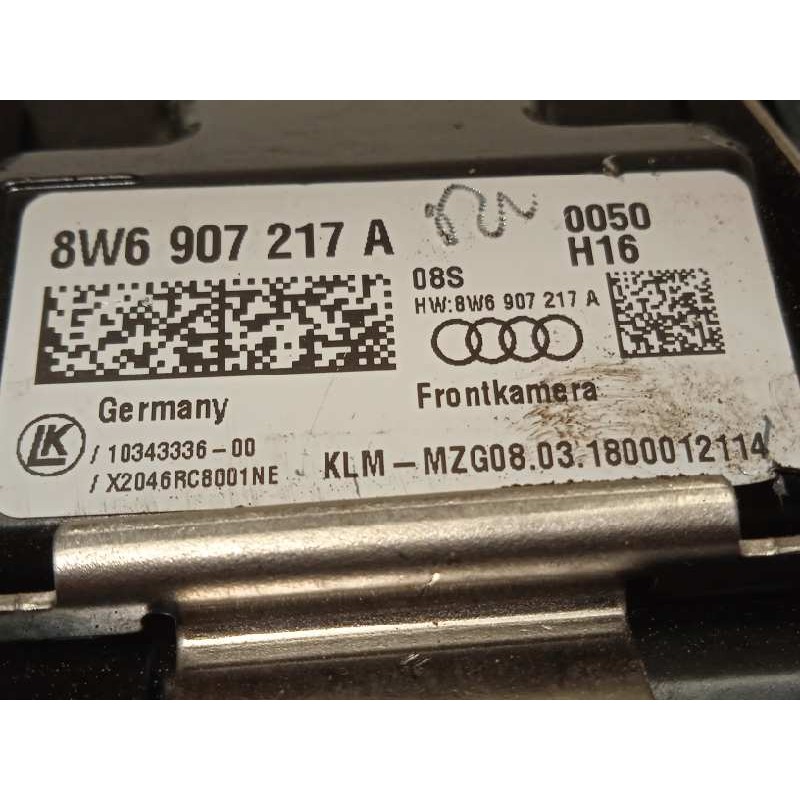 8W6 907 217 A
0050
H16
08S
HW:8W6 907 217 A
Germany
Frontkamera
LK
/10343336-00
/X2046RC8001NE
KLM-MZG08.03.1800012114